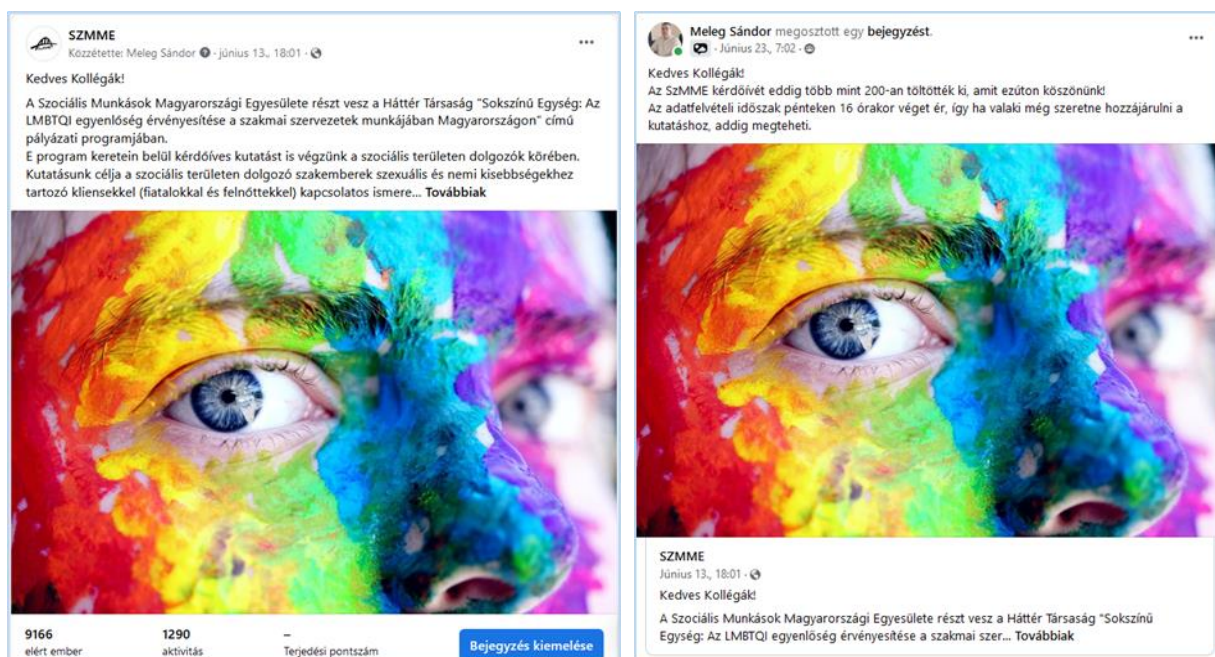 SZMME
Közzétette: Meleg Sándor · június 13., 18:01 ·
Kedves Kollégák!
A Szociális Munkások Magyarországi Egyesülete részt vesz a Háttér Társaság "Sokszínű Egység: Az
LMBTQI egyenlőség érvényesítése a szakmai szervezetek munkájában Magyarországon" című
pályázati programjában.
E program keretein belül kérdőíves kutatást is végzünk a szociális területen dolgozók körében.
Kutatásunk célja a szociális területen dolgozó szakemberek szexuális és nemi kisebbségekhez
tartozó kliensekkel (fiatalokkal és felnőttekkel) kapcsolatos ismere... Továbbiak
9166
elért ember
1290
aktivitás
–
Terjedési pontszám
Bejegyzés kiemelése
Meleg Sándor megosztott egy bejegyzést.
· Június 23., 7:02 ·
Kedves Kollégák!
Az SzMME kérdőívét eddig több mint 200-an töltötték ki, amit ezúton köszönünk!
Az adatfelvételi időszak pénteken 16 órakor véget ér, így ha valaki még szeretne hozzájárulni a
kutatáshoz, addig megteheti.
SZMME
Június 13., 18:01 ·
Kedves Kollégák!
A Szociális Munkások Magyarországi Egyesülete részt vesz a Háttér Társaság "Sokszínű
Egység: Az LMBTQI egyenlőség érvényesítése a szakmai szer... Továbbiak